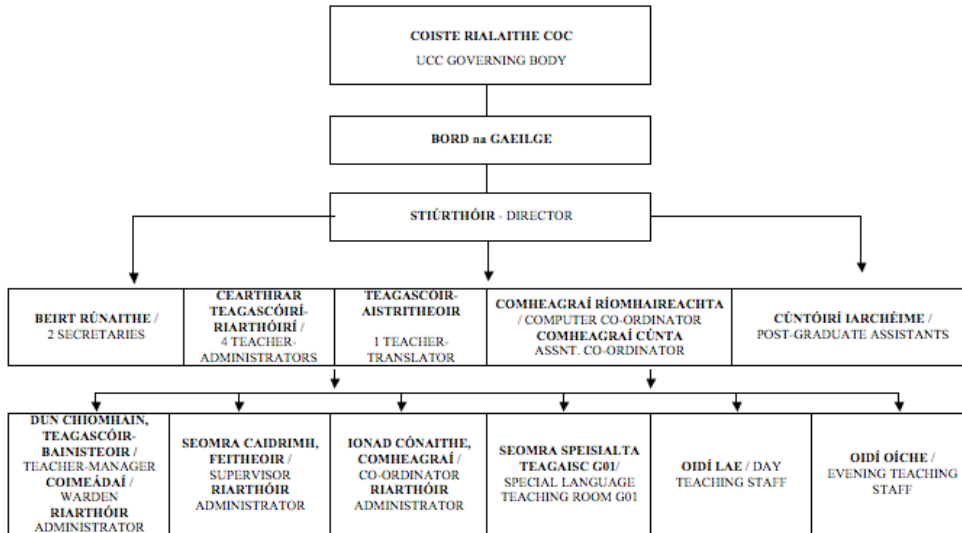 COISTE RIALAITHE COC
UCC GOVERNING BODY
BORD na GAEILGE
STIÚRTHÓIR - DIRECTOR
BEIRT RÚNAITHE /
2 SECRETARIES
CEARTHRAR
TEAGASCÓIRÍ-
RIARTHÓIRÍ /
4 TEACHER-
ADMINISTRATORS
TEAGASCÓIR-
AISTRITHEOIR
1 TEACHER-
TRANSLATOR
COMHEAGRAÍ RÍOMHAIREACHTA
/ COMPUTER CO-ORDINATOR
COMHEAGRAÍ CÚNTA
ASSNT. CO-ORDINATOR
CÚNTÓIRÍ IARCHÉIME /
POST-GRADUATE ASSISTANTS
DÚN CHIOMHAIN,
TEAGASCÓIR-
BAINISTEOIR /
TEACHER-MANAGER
COIMEÁDAÍ /
WARDEN
RIARTHÓIR
ADMINISTRATOR
SEOMRA CAIDRIMH,
FEITHEOIR /
SUPERVISOR
RIARTHÓIR
ADMINISTRATOR
IONAD CÓNAITHE,
COMHEAGRAÍ /
CO-ORDINATOR
RIARTHÓIR
ADMINISTRATOR
SEOMRA SPEISIALTA
TEAGAISC G01/
SPECIAL LANGUAGE
TEACHING ROOM G01
OIDÍ LAE / DAY
TEACHING STAFF
OIDÍ OÍCHE /
EVENING TEACHING
STAFF